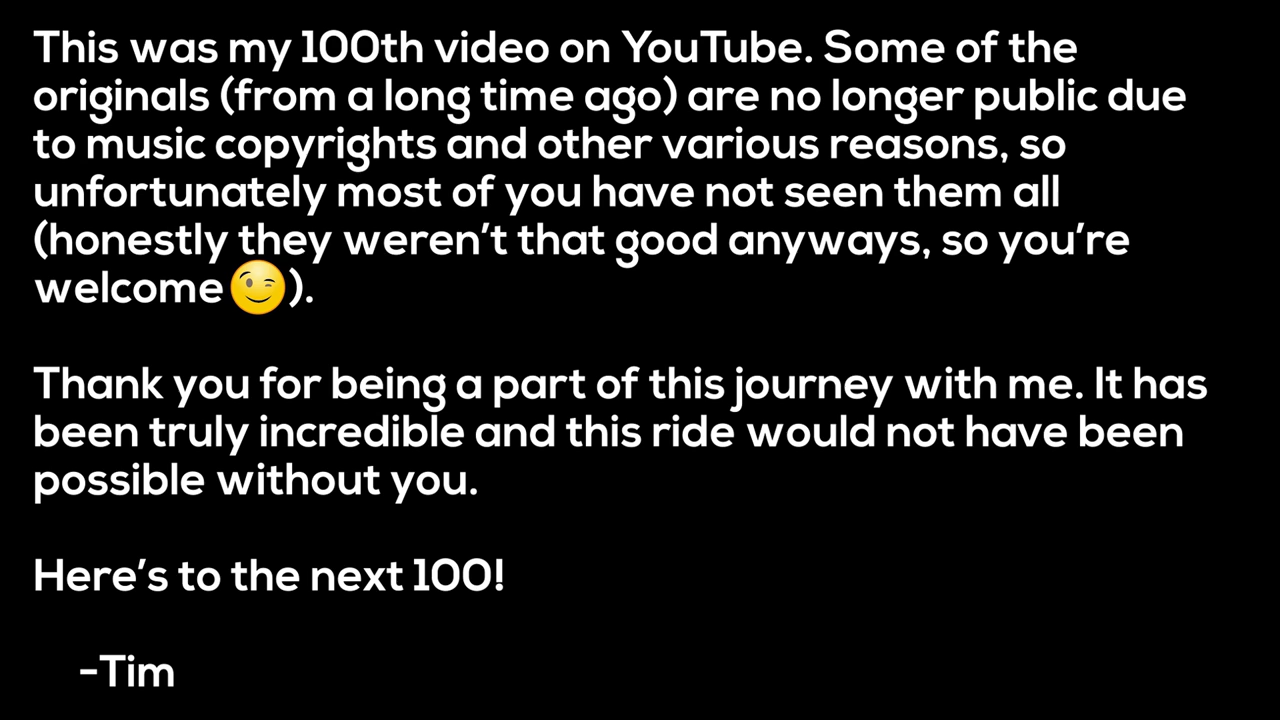 This was my 100th video on YouTube. Some of the
originals (from a long time ago) are no longer public due
to music copyrights and other various reasons, so
unfortunately most of you have not seen them all
(honestly they weren’t that good anyways, so you’re
welcome😉).
Thank you for being a part of this journey with me. It has
been truly incredible and this ride would not have been
possible without you.
Here’s to the next 100!
-Tim